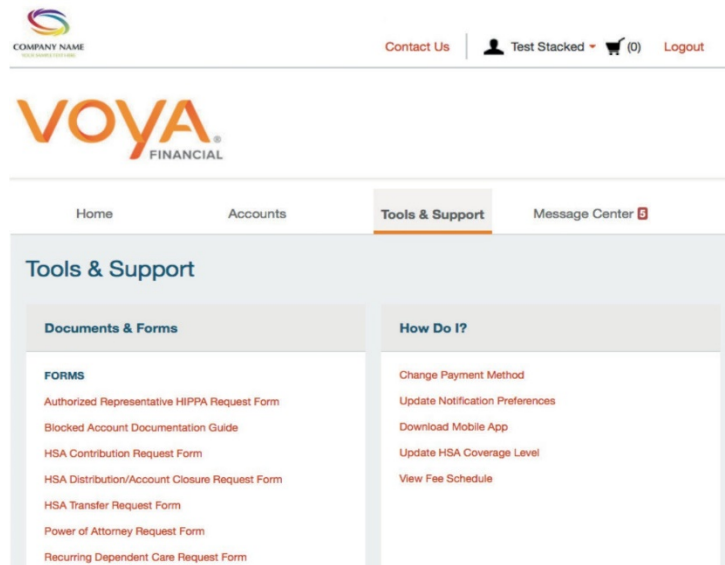 COMPANY NAME
Contact Us
Test Stacked
(0)
Logout
VOYA®
FINANCIAL
Home
Accounts
Tools & Support
Message Center 5
Tools & Support
Documents & Forms
FORMS
Authorized Representative HIPPA Request Form
Blocked Account Documentation Guide
HSA Contribution Request Form
HSA Distribution/Account Closure Request Form
HSA Transfer Request Form
Power of Attorney Request Form
Recurring Dependent Care Request Form
How Do I?
Change Payment Method
Update Notification Preferences
Download Mobile App
Update HSA Coverage Level
View Fee Schedule